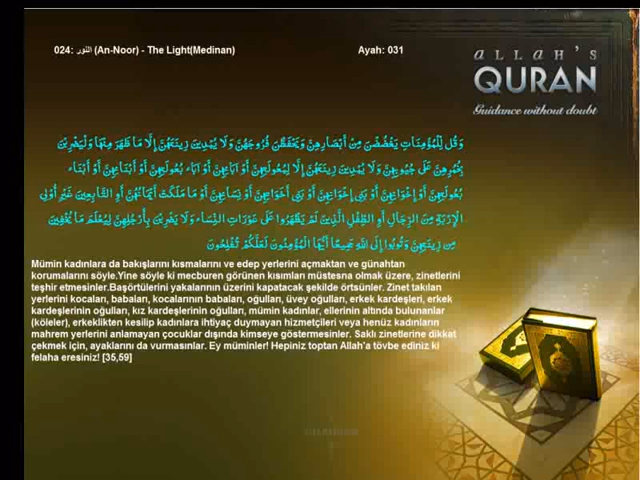 024: النور (An-Noor) - The Light(Medinan)
Ayah: 031
ALLAH'S
QURAN
Guidance without doubt
وَقُل لِّلْمُؤْمِنَاتِ يَغْضُضْنَ مِنْ أَبْصَارِهِنَّ وَيَحْفَظْنَ فُرُوجَهُنَّ وَلَا يُبْدِينَ زِينَتَهُنَّ إِلَّا مَا ظَهَرَ مِنْهَا وَلْيَضْرِبْنَ
بِخُمُرِهِنَّ عَلَى جُيُوبِهِنَّ وَلَا يُبْدِينَ زِينَتَهُنَّ إِلَّا لِبُعُولَتِهِنَّ أَوْ آبَائِهِنَّ أَوْ آبَاء بُعُولَتِهِنَّ أَوْ أَبْنَائِهِنَّ أَوْ أَبْنَاء
بُعُولَتِهِنَّ أَوْ إِخْوَانِهِنَّ أَوْ بَنِي إِخْوَانِهِنَّ أَوْ بَنِي أَخَوَاتِهِنَّ أَوْ نِسَائِهِنَّ أَوْ مَا مَلَكَتْ أَيْمَانُهُنَّ أَوِ التَّابِعِينَ غَيْرِ أُوْلِي
الْإِرْبَةِ مِنَ الرِّجَالِ أَوِ الطِّفْلِ الَّذِينَ لَمْ يَظْهَرُوا عَلَى عَوْرَاتِ النِّسَاء وَلَا يَضْرِبْنَ بِأَرْجُلِهِنَّ لِيُعْلَمَ مَا يُخْفِينَ
مِن زِينَتِهِنَّ وَتُوبُوا إِلَى اللَّهِ جَمِيعًا أَيُّهَا الْمُؤْمِنُونَ لَعَلَّكُمْ تُفْلِحُونَ
Mümin kadınlara da bakışlarını kısmalarını ve edep yerlerini açmaktan ve günahtan
korumalarını söyle.Yine söyle ki mecburen görünen kısımları müstesna olmak üzere, zinetlerini
teşhir etmesinler.Başörtülerini yakalarının üzerini kapatacak şekilde örtsünler. Zinet takılan
yerlerini kocaları, babaları, kocalarının babaları, oğulları, üvey oğulları, erkek kardeşleri, erkek
kardeşlerinin oğulları, kız kardeşlerinin oğulları, mümin kadınlar, ellerinin altında bulunanlar
(köleler), erkeklikten kesilip kadınlara ihtiyaç duymayan hizmetçileri veya henüz kadınların
mahrem yerlerini anlamayan çocuklar dışında kimseye göstermesinler. Saklı zinetlerine dikkat
çekmek için, ayaklarını da vurmasınlar. Ey müminler! Hepiniz toptan Allah'a tövbe ediniz ki
felaha eresiniz! [35,59]